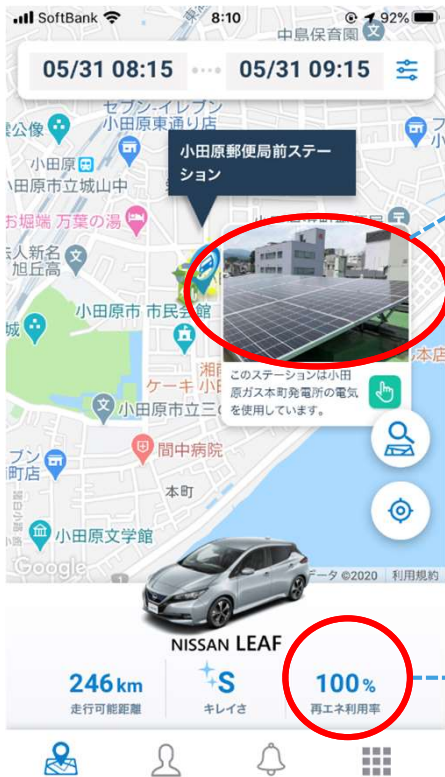 SoftBank
8:10
92%
中島保育園
05/31 08:15
05/31 09:15
セブン-イレブン
小田原東通り店
小田原
小田原市立城山中
小田原郵便局前ステー
ション
お堀端 万葉の湯
旭丘高
小田原市 市民会館
このステーションは小田
原ガス本町発電所の電気
を使用しています。
ケーキ
小田原市立三
間中病院
本町
小田原文学館
Google
©2020
利用規約
NISSAN LEAF
246 km
走行可能距離
S
キレイさ
100 %
再エネ利用率